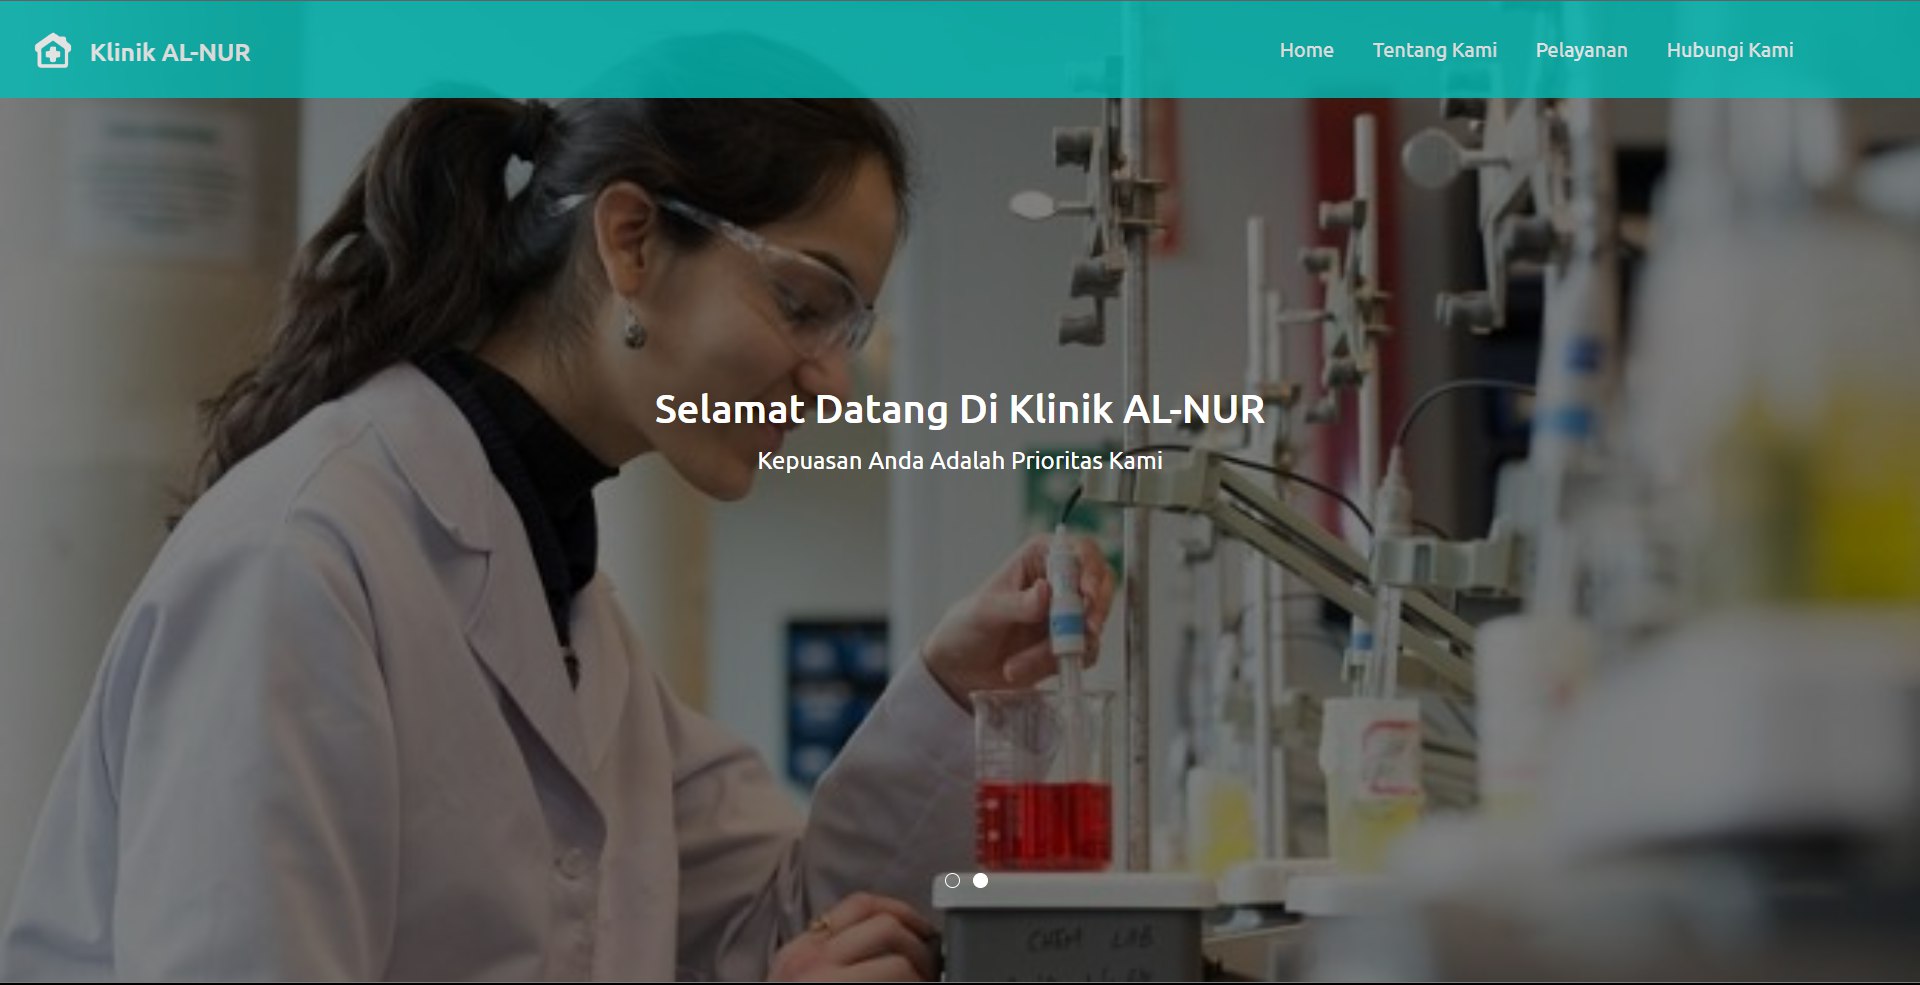 Klinik AL-NUR
Home Tentang Kami Pelayanan Hubungi Kami
Selamat Datang Di Klinik AL-NUR
Kepuasan Anda Adalah Prioritas Kami
CHEM LAB